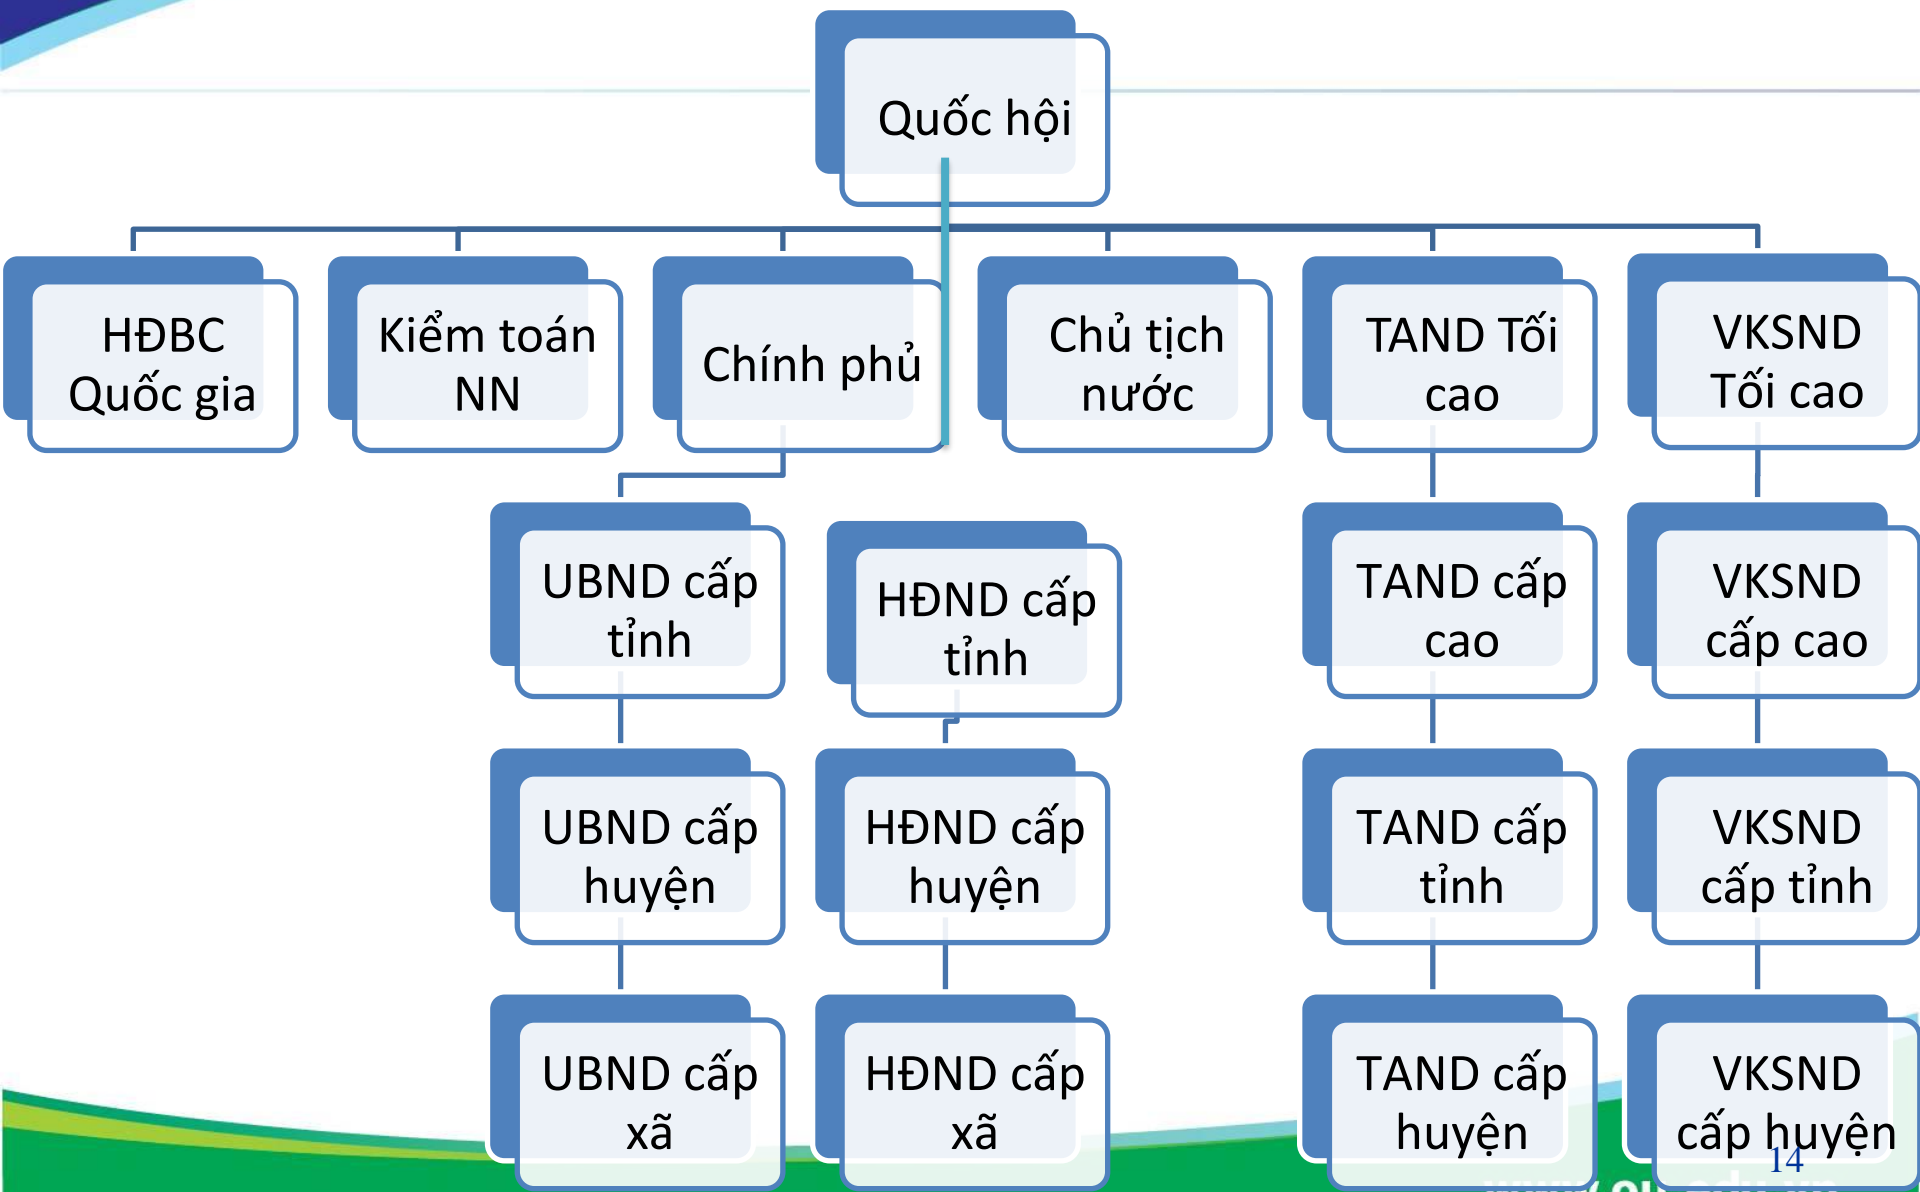 Quốc hội
HĐBC
Quốc gia
Kiểm toán
NN
Chính phủ
Chủ tịch
nước
TAND Tối
cao
VKSND
Tối cao
UBND cấp
tỉnh
HĐND cấp
tỉnh
TAND cấp
cao
VKSND
cấp cao
UBND cấp
huyện
HĐND cấp
huyện
TAND cấp
tỉnh
VKSND
cấp tỉnh
UBND cấp
xã
HĐND cấp
xã
TAND cấp
huyện
VKSND
cấp huyện
14